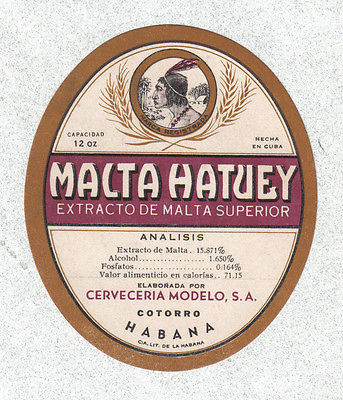 MARCA REGISTRADA
CAPACIDAD
12 oz.
HECHA
EN CUBA
MALTA HATUEY
EXTRACTO DE MALTA SUPERIOR
ANALISIS
Extracto de Malta . 15.871%
Alcohol.................. 1.650%
Fosfatos.................. 0.164%
Valor alimenticio en calorías. 71.15
ELABORADA POR
CERVECERIA MODELO, S.A.
COTORRO
HABANA
CIA. LIT. DE LA HABANA